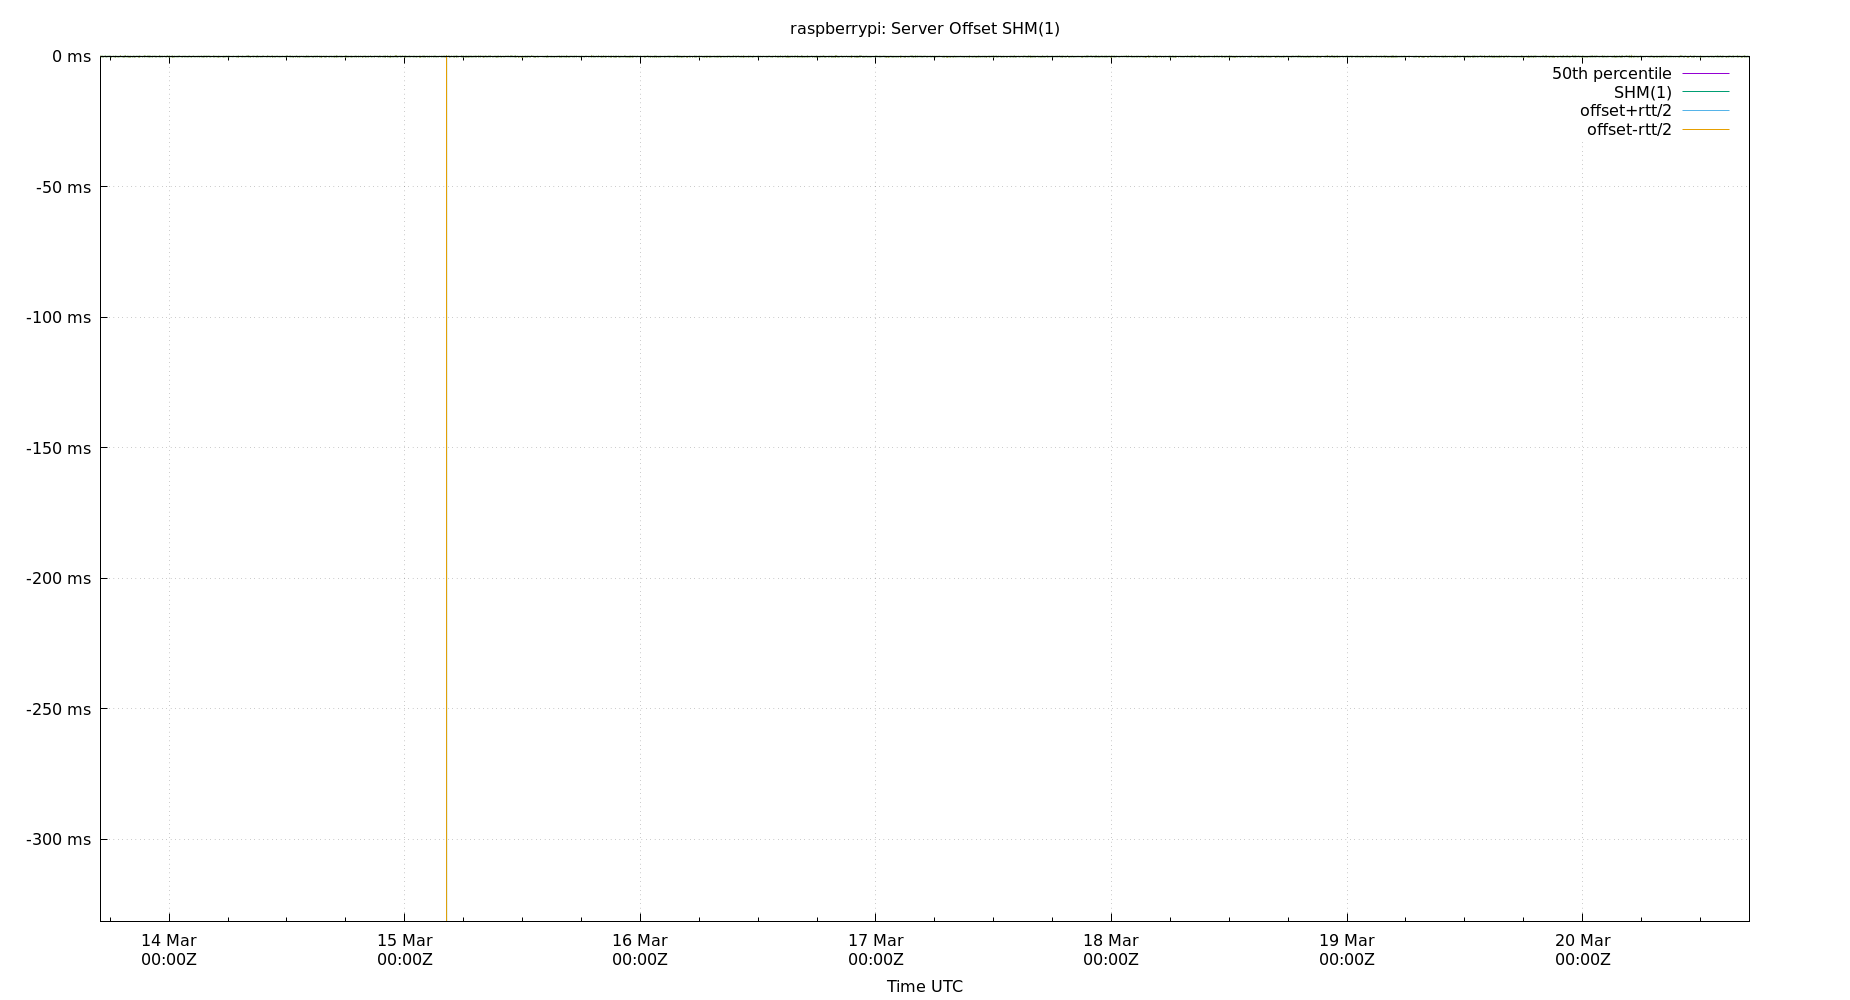 raspberrypi: Server Offset SHM(1)
0 ms
-50 ms
-100 ms
-150 ms
-200 ms
-250 ms
-300 ms
50th percentile
SHM(1)
offset+rtt/2
offset-rtt/2
14 Mar 15 Mar 16 Mar 17 Mar 18 Mar 19 Mar 20 Mar
00:00Z 00:00Z 00:00Z 00:00Z 00:00Z 00:00Z 00:00Z
Time UTC